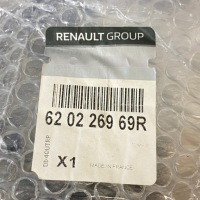 RENAULT GROUP
62 02 269 69R
X1
MADE IN FRANCE